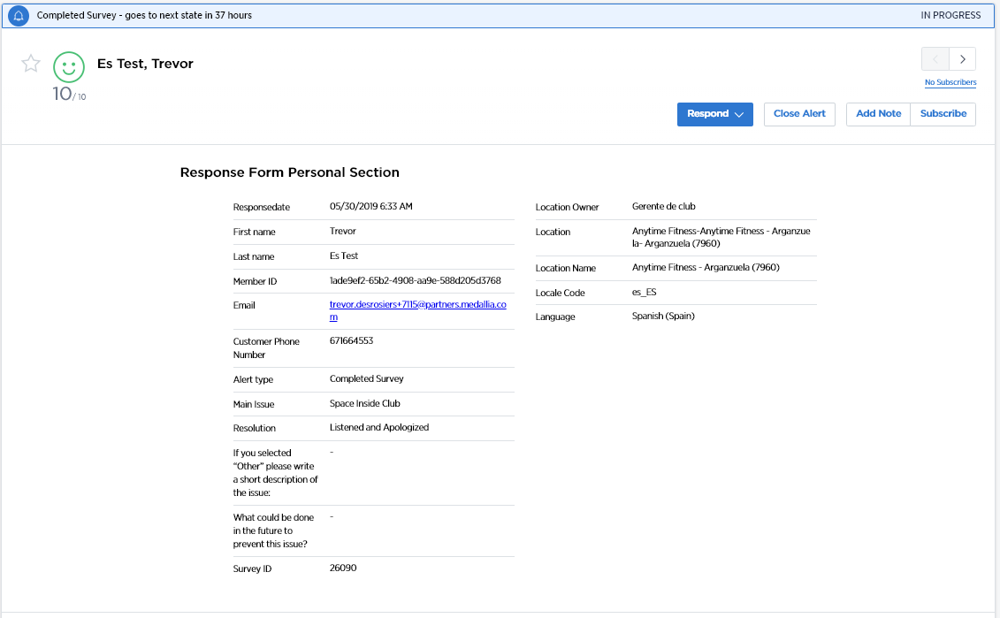 Completed Survey - goes to next state in 37 hours
IN PROGRESS
Es Test, Trevor
10/ 10
No Subscribers
Respond
Close Alert
Add Note
Subscribe
Response Form Personal Section
Responsedate
05/30/2019 6:33 AM
First name
Trevor
Last name
Es Test
Member ID
1ade9ef2-65b2-4908-aa9e-588d205d3768
Email
trevor.desrosiers+7115@partners.medallia.co
m
Customer Phone
Number
671664553
Alert type
Completed Survey
Main Issue
Space Inside Club
Resolution
Listened and Apologized
If you selected
“Other” please write
a short description of
the issue:
-
What could be done
in the future to
prevent this issue?
-
Survey ID
26090
Location Owner
Gerente de club
Location
Anytime Fitness-Anytime Fitness - Arganzue
la- Arganzuela (7960)
Location Name
Anytime Fitness - Arganzuela (7960)
Locale Code
es_ES
Language
Spanish (Spain)